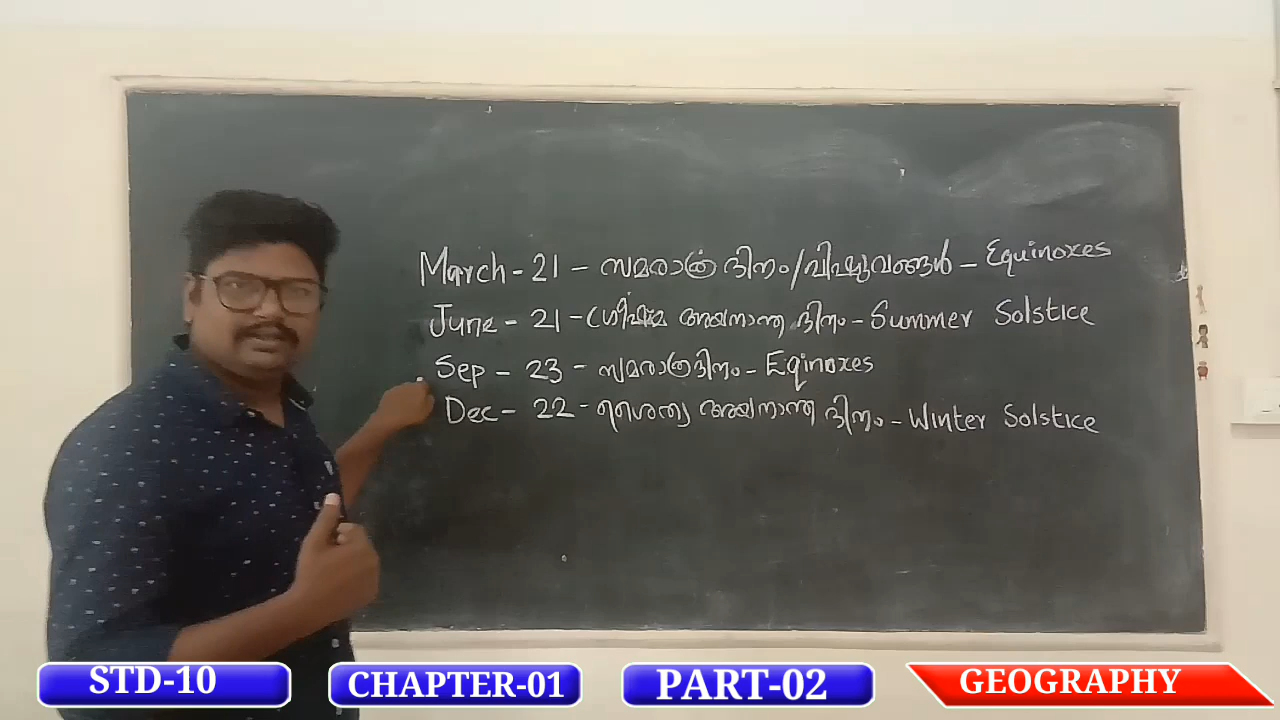 March - 21 - സമരാത്ര ദിനം/വിഷുവങ്ങൾ - Equinoxes
June - 21 - ഗ്രീഷ്മ അയനാന്ത ദിനം - Summer Solstice
Sep - 23 - സമരാത്രദിനം - Eqinoxes
Dec - 22 - ശൈത്യ അയനാന്ത ദിനം - Winter Solstice
STD-10 CHAPTER-01 PART-02 GEOGRAPHY